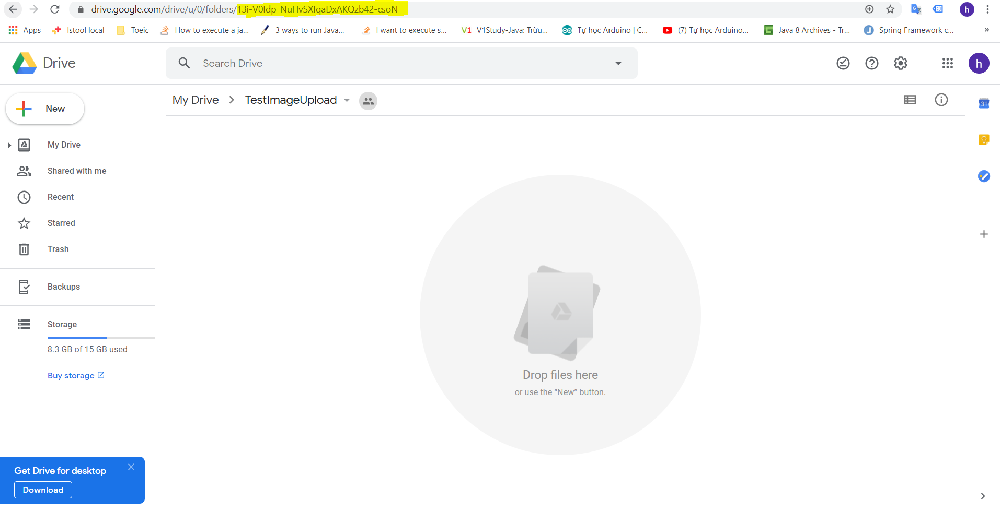 drive.google.com/drive/u/0/folders/13i-V0Idp_NuHvSXIqaDxAKQzb42-csoN
h
Apps
Istool local
Toeic
How to execute a ja...
3 ways to run Java...
I want to execute s...
V1 V1Study-Java: Trừu...
Tự học Arduino | C...
(7) Tự học Arduino...
Java 8 Archives - Tr...
Spring Framework c...
»
Drive
Search Drive
h
New
My Drive > TestImageUpload
31
My Drive
Shared with me
Recent
Starred
Trash
Backups
Storage
8.3 GB of 15 GB used
Buy storage
Drop files here
or use the “New” button.
Get Drive for desktop
Download